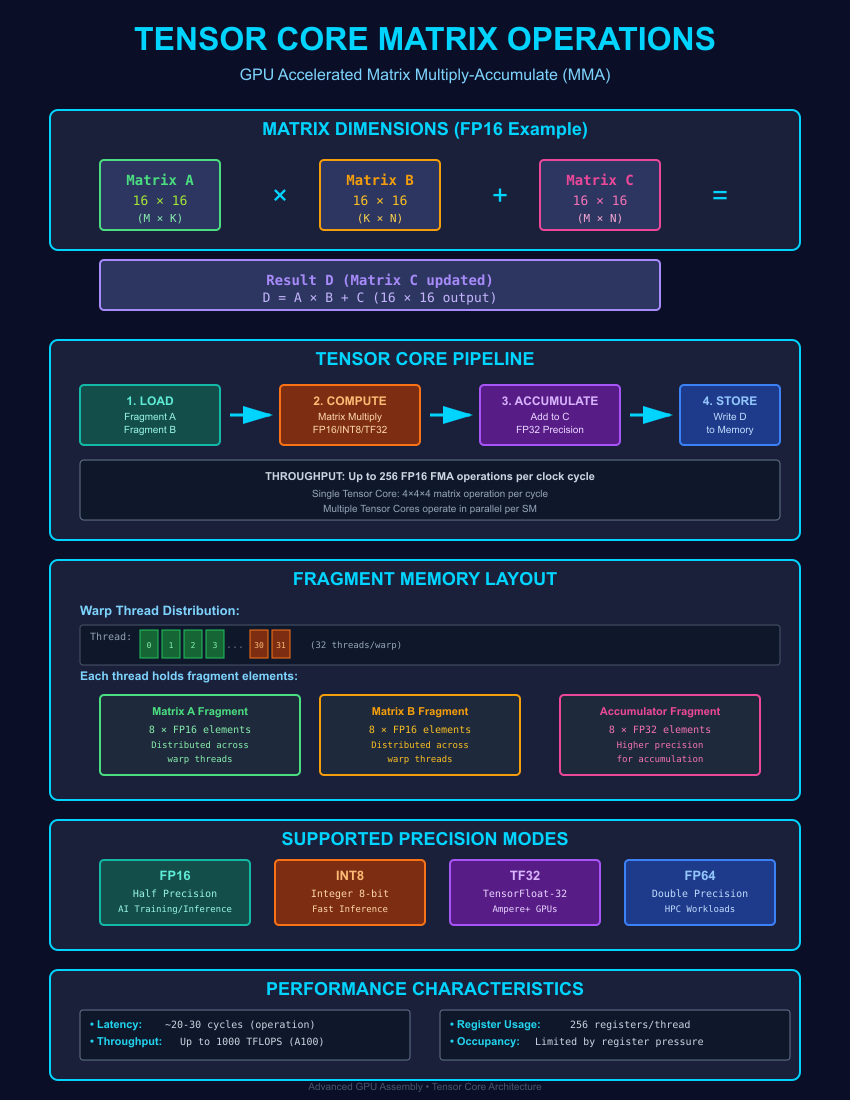 TENSOR CORE MATRIX OPERATIONS
GPU Accelerated Matrix Multiply-Accumulate (MMA)
MATRIX DIMENSIONS (FP16 Example)
Matrix A
16 × 16
(M × K)
×
Matrix B
16 × 16
(K × N)
+
Matrix C
16 × 16
(M × N)
=
Result D (Matrix C updated)
D = A × B + C (16 × 16 output)
TENSOR CORE PIPELINE
1. LOAD
Fragment A
Fragment B
2. COMPUTE
Matrix Multiply
FP16/INT8/TF32
3. ACCUMULATE
Add to C
FP32 Precision
4. STORE
Write D
to Memory
THROUGHPUT: Up to 256 FP16 FMA operations per clock cycle
Single Tensor Core: 4×4×4 matrix operation per cycle
Multiple Tensor Cores operate in parallel per SM
FRAGMENT MEMORY LAYOUT
Warp Thread Distribution:
Thread: 0 1 2 3 ... 30 31 (32 threads/warp)
Each thread holds fragment elements:
Matrix A Fragment
8 × FP16 elements
Distributed across
warp threads
Matrix B Fragment
8 × FP16 elements
Distributed across
warp threads
Accumulator Fragment
8 × FP32 elements
Higher precision
for accumulation
SUPPORTED PRECISION MODES
FP16
Half Precision
AI Training/Inference
INT8
Integer 8-bit
Fast Inference
TF32
TensorFloat-32
Ampere+ GPUs
FP64
Double Precision
HPC Workloads
PERFORMANCE CHARACTERISTICS
• Latency: ~20-30 cycles (operation)
• Throughput: Up to 1000 TFLOPS (A100)
• Register Usage: 256 registers/thread
• Occupancy: Limited by register pressure
Advanced GPU Assembly • Tensor Core Architecture